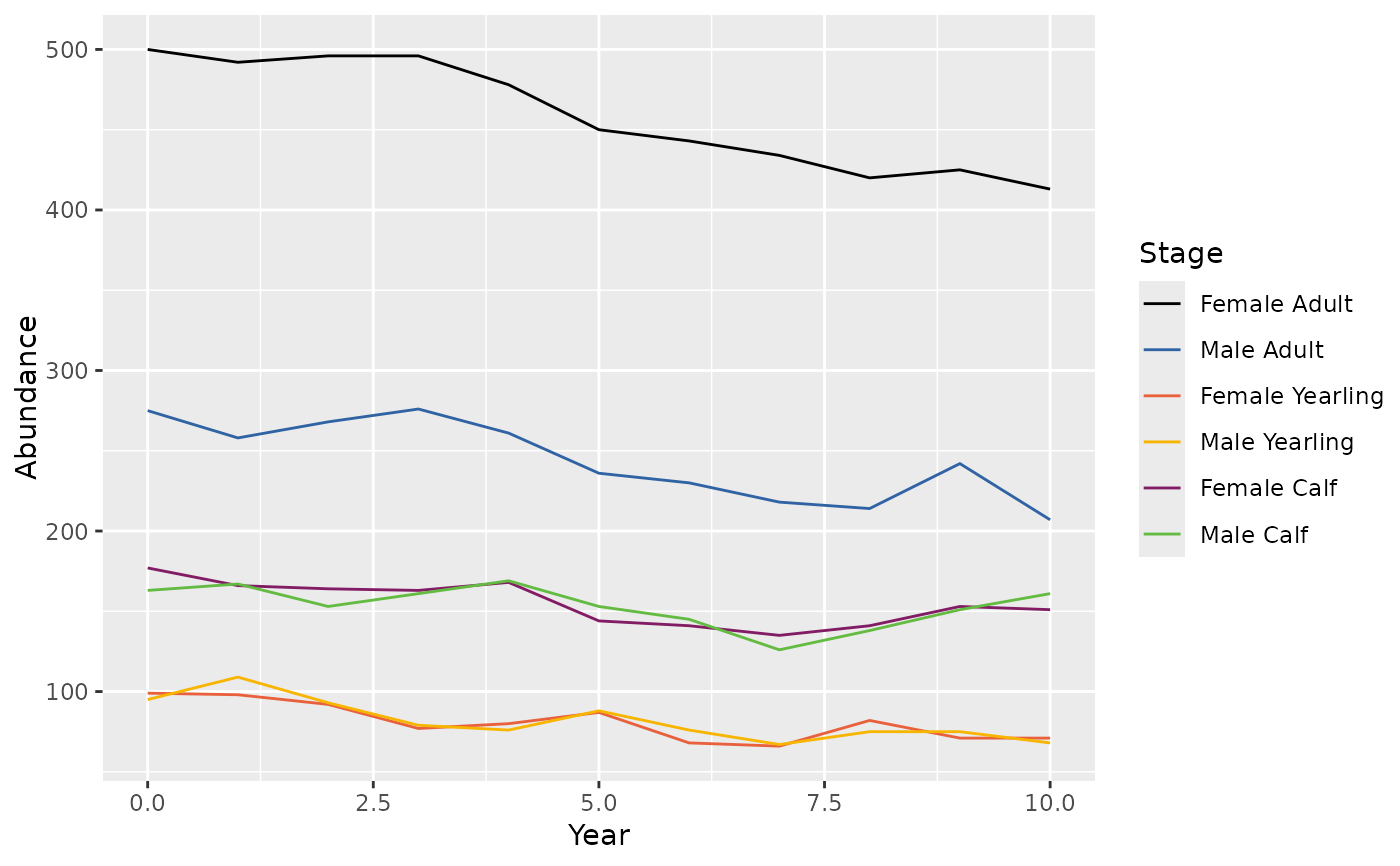 500
400
300
200
100
Abundance
0.0 2.5 5.0 7.5 10.0
Year
Stage
Female Adult
Male Adult
Female Yearling
Male Yearling
Female Calf
Male Calf